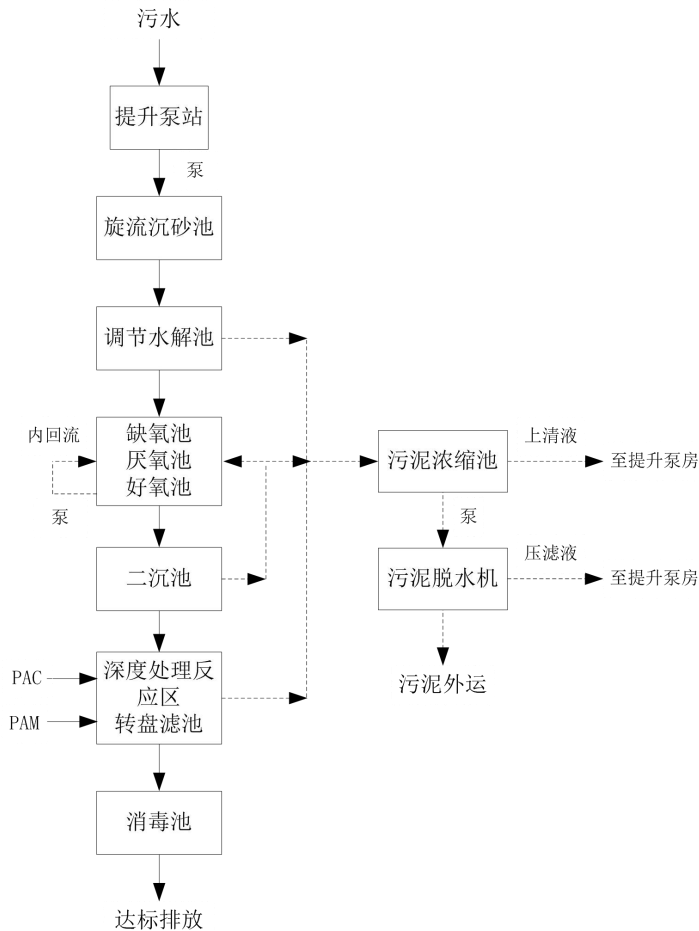 污水
提升泵站
泵
旋流沉砂池
调节水解池
内回流
缺氧池
厌氧池
好氧池
泵
污泥浓缩池
上清液
至提升泵房
泵
二沉池
污泥脱水机
压滤液
至提升泵房
污泥外运
PAC
PAM
深度处理反
应区
转盘滤池
消毒池
达标排放